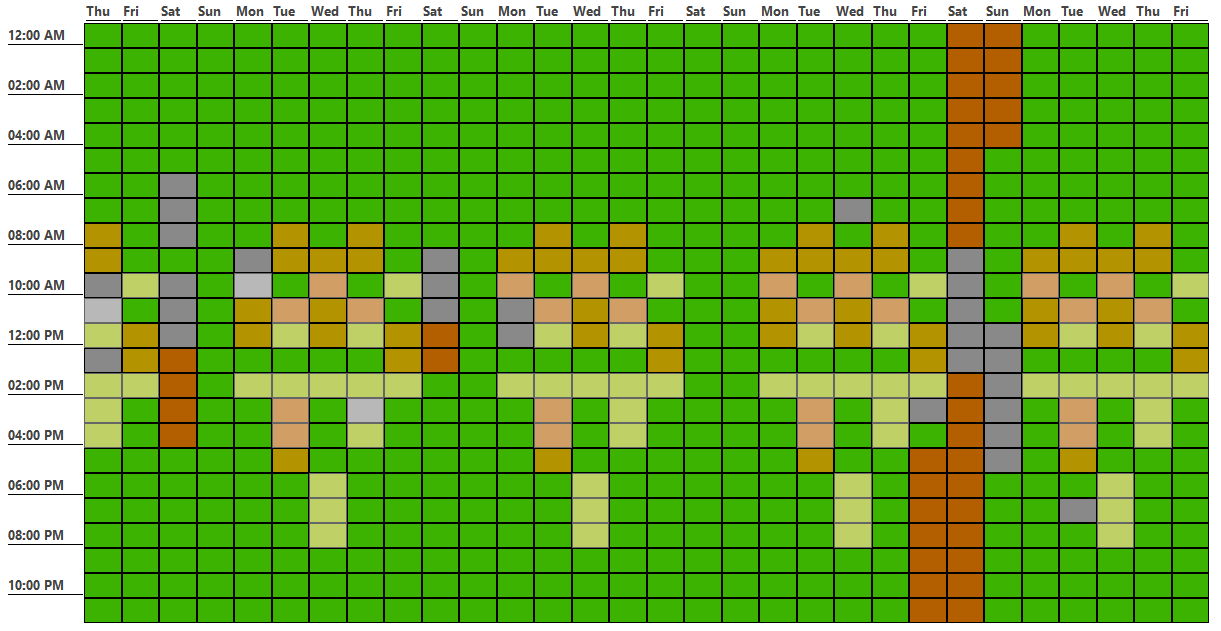 Thu Fri Sat Sun Mon Tue Wed Thu Fri Sat Sun Mon Tue Wed Thu Fri Sat Sun Mon Tue Wed Thu Fri Sat Sun Mon Tue Wed Thu Fri
12:00 AM
02:00 AM
04:00 AM
06:00 AM
08:00 AM
10:00 AM
12:00 PM
02:00 PM
04:00 PM
06:00 PM
08:00 PM
10:00 PM